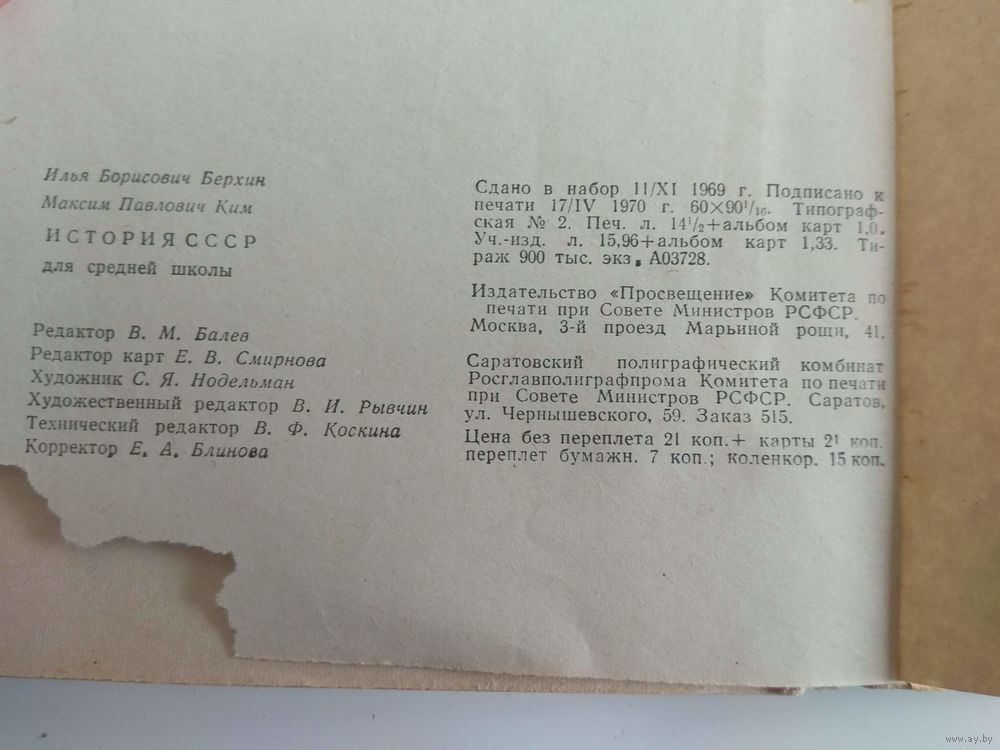 Илья Борисович Берхин
Максим Павлович Ким
ИСТОРИЯ СССР
для средней школы
Редактор В. М. Балев
Редактор карт Е. В. Смирнова
Художник С. Я. Нодельман
Художественный редактор В. И. Рывчин
Технический редактор В. Ф. Коскина
Корректор Е. А. Блинова
Сдано в набор 11/XI 1969 г. Подписано к
печати 17/IV 1970 г. 60×90¹/₁₆. Типограф-
ская № 2. Печ. л. 14¹/₂+альбом карт 1,0.
Уч.-изд. л. 15,96+альбом карт 1,33. Ти-
раж 900 тыс. экз. А03728.
Издательство «Просвещение» Комитета по
печати при Совете Министров РСФСР.
Москва, 3-й проезд Марьиной рощи, 41.
Саратовский полиграфический комбинат
Росглавполиграфпрома Комитета по печати
при Совете Министров РСФСР. Саратов,
ул. Чернышевского, 59. Заказ 515.
Цена без переплета 21 коп.+ карты 21 коп.
переплет бумажн. 7 коп.; коленкор. 15 коп.
www.ay.by